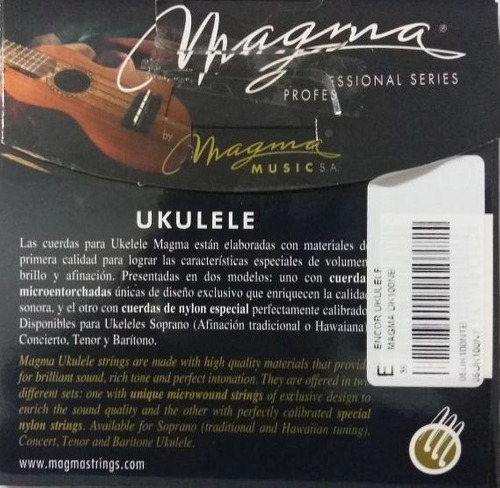 Magma®
PROFESSIONAL SERIES
by
Magma
MUSIC S.A.
UKULELE
Las cuerdas para Ukelele Magma están elaboradas con materiales de
primera calidad para lograr las características especiales de volumen
brillo y afinación. Presentadas en dos modelos: uno con cuerda
microentorchadas únicas de diseño exclusivo que enriquecen la calidad
sonora, y el otro con cuerdas de nylon especial perfectamente calibrado
Disponibles para Ukeleles Soprano (Afinación tradicional o Hawaiana)
Concierto, Tenor y Barítono.
Magma Ukulele strings are made with high quality materials that provid
for brilliant sound, rich tone and perfect intonation. They are offered in two
different sets: one with unique microwound strings of exclusive design to
enrich the sound quality and the other with perfectly calibrated special
nylon strings. Available for Soprano (traditional and Hawaiian tuning),
Concert, Tenor and Baritone Ukulele.
www.magmastrings.com
E
ENCOR UKULELE
MAGMA UK100NBI